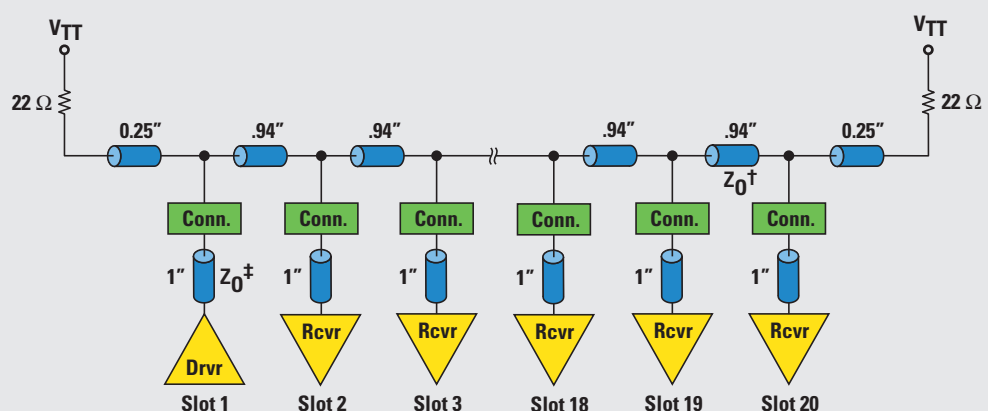 VTT
VTT
22 Ω
22 Ω
0.25″
.94″
.94″
.94″
.94″
0.25″
Z0†
Conn.
Conn.
Conn.
Conn.
Conn.
Conn.
1″
Z0‡
1″
1″
1″
1″
1″
Drvr
Rcvr
Rcvr
Rcvr
Rcvr
Rcvr
Slot 1
Slot 2
Slot 3
Slot 18
Slot 19
Slot 20